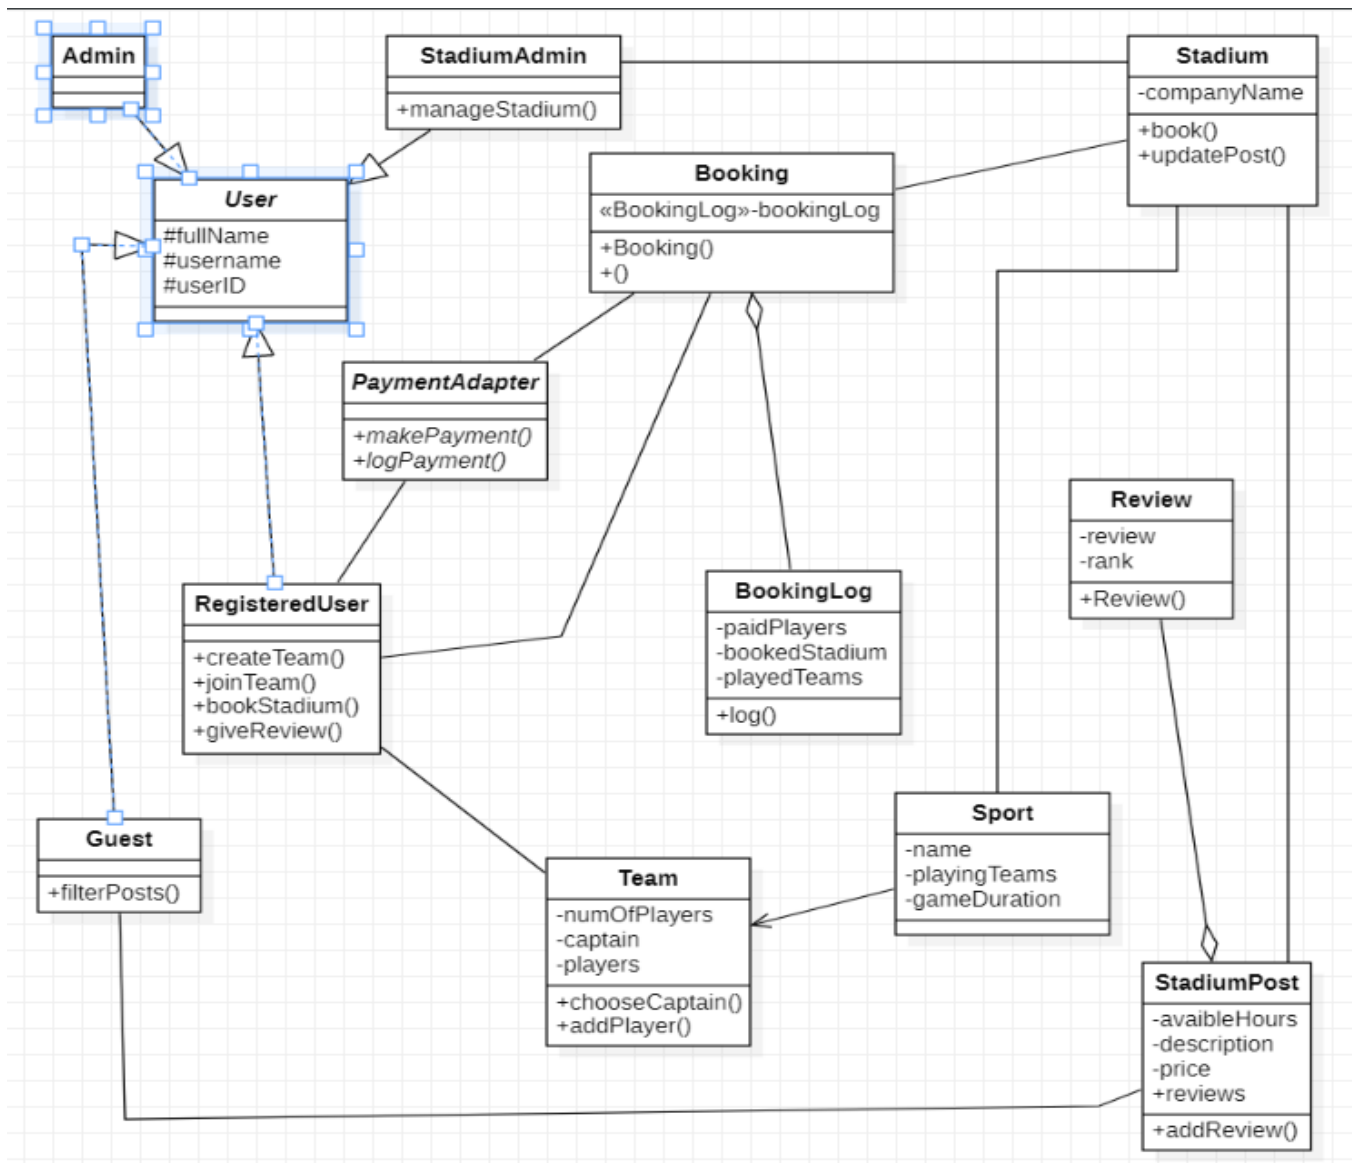 Admin
StadiumAdmin
+manageStadium()
Stadium
-companyName
+book()
+updatePost()
User
#fullName
#username
#userID
Booking
«BookingLog»-bookingLog
+Booking()
+()
PaymentAdapter
+makePayment()
+logPayment()
Review
-review
-rank
+Review()
RegisteredUser
+createTeam()
+joinTeam()
+bookStadium()
+giveReview()
BookingLog
-paidPlayers
-bookedStadium
-playedTeams
+log()
Guest
+filterPosts()
Team
-numOfPlayers
-captain
-players
+chooseCaptain()
+addPlayer()
Sport
-name
-playingTeams
-gameDuration
StadiumPost
-avaibleHours
-description
-price
+reviews
+addReview()